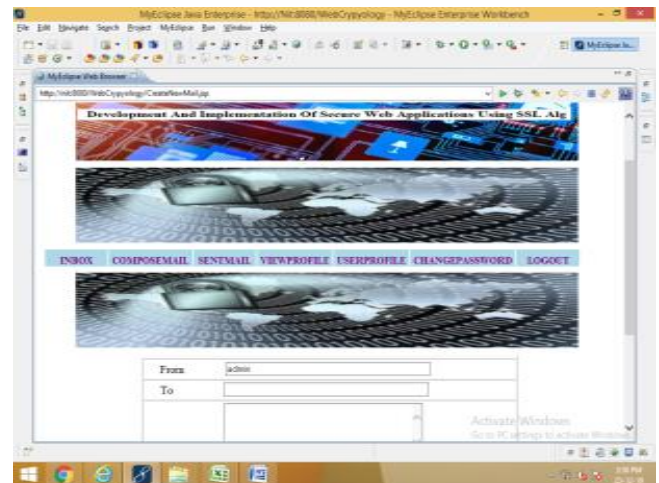 MyEclipse Java Enterprise - http://Nit:8080/WebCrypyology - MyEclipse Enterprise Workbench
File Edit Navigate Search Project MyEclipse Run Window Help
MyEclipse Ja...
MyEclipse Web Browser
http://nit:8080/WebCrypyology/CreateNewMail.jsp
Development And Implementation Of Secure Web Applications Using SSL Alg
INBOX COMPOSEMAIL SENTMAIL VIEWPROFILE USERPROFILE CHANGEPASSWORD LOGOUT
From admin
To
Activate Windows
Go to PC settings to activate Windows.